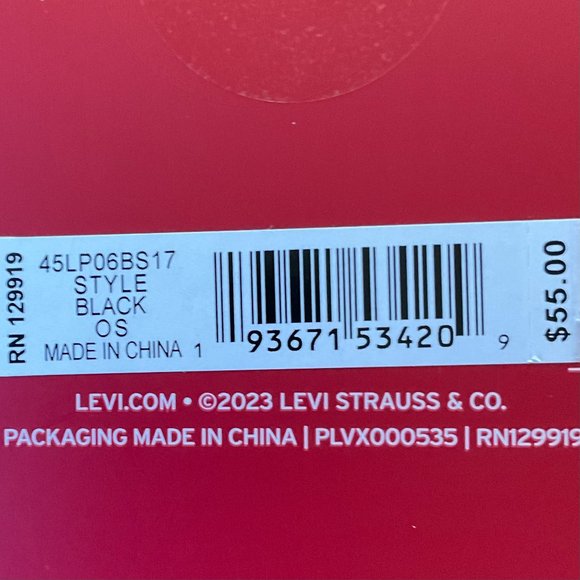 RN 129919
45LP06BS17
STYLE
BLACK
OS
MADE IN CHINA
1 93671 53420 9
$55.00
LEVI.COM • ©2023 LEVI STRAUSS & CO.
PACKAGING MADE IN CHINA | PLVX000535 | RN129919